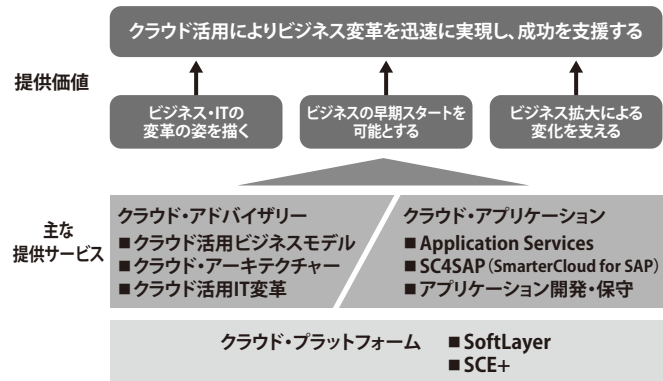 クラウド活用によりビジネス変革を迅速に実現し、成功を支援する
提供価値
ビジネス・ITの
変革の姿を描く
ビジネスの早期スタートを
可能とする
ビジネス拡大による
変化を支える
主な
提供サービス
クラウド・アドバイザリー
■ クラウド活用ビジネスモデル
■ クラウド・アーキテクチャー
■ クラウド活用IT変革
クラウド・アプリケーション
■ Application Services
■ SC4SAP（SmarterCloud for SAP）
■ アプリケーション開発・保守
クラウド・プラットフォーム ■ SoftLayer
■ SCE+